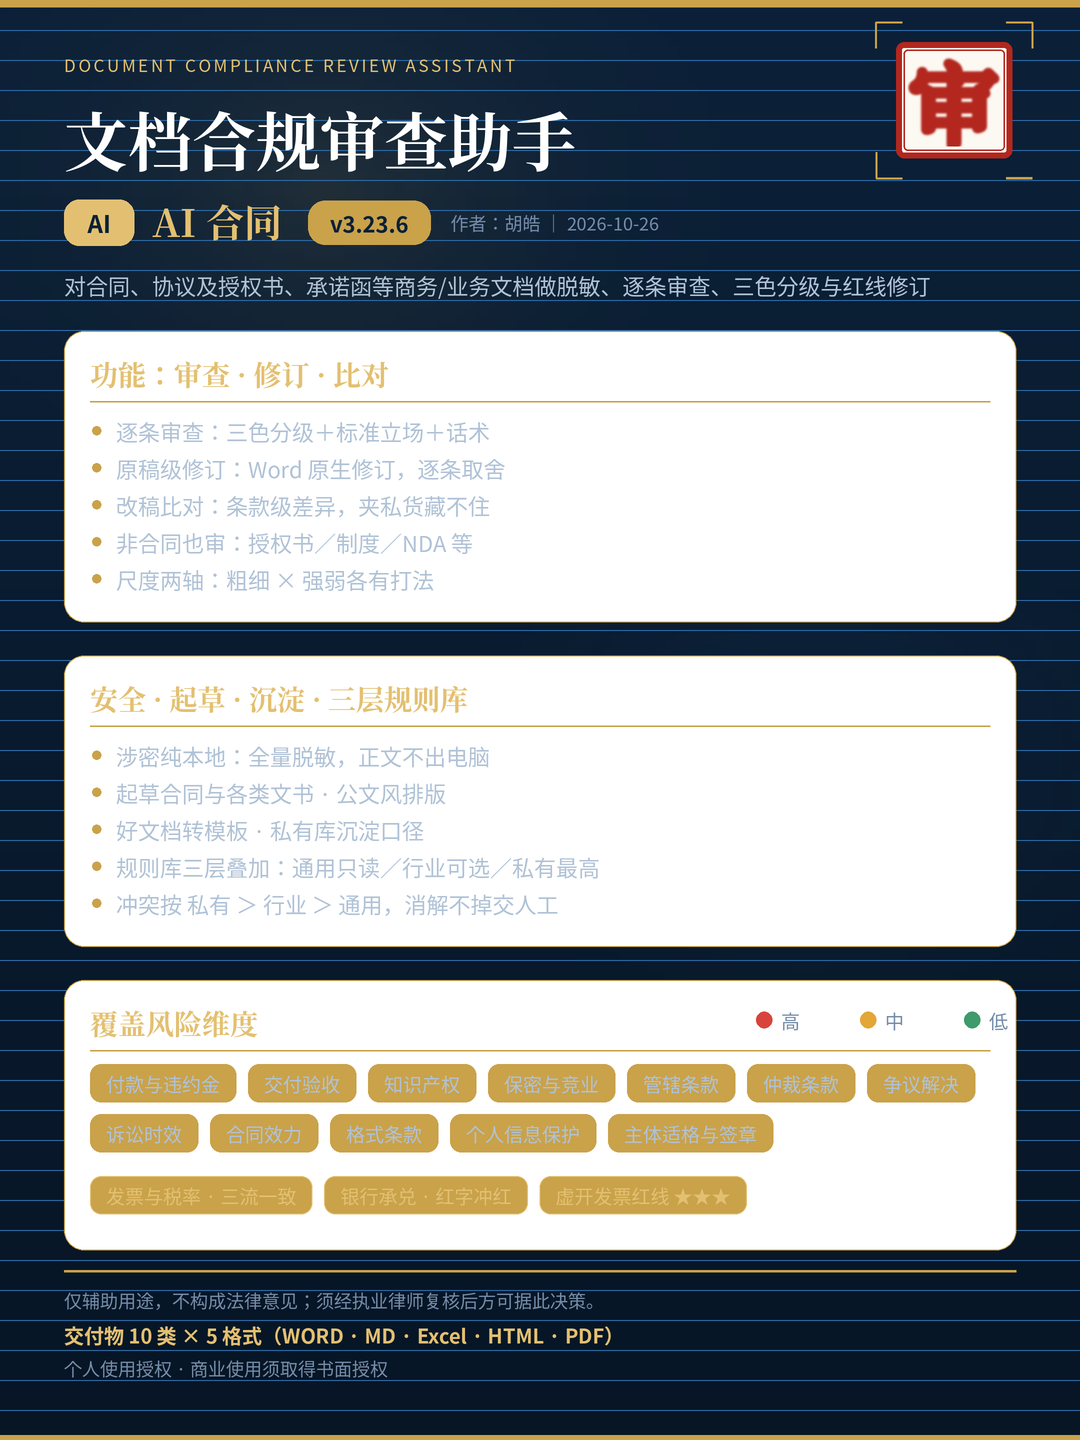 DOCUMENT COMPLIANCE REVIEW ASSISTANT
审
文档合规审查助手
AI AI 合同 v3.23.6 作者：胡皓 | 2026-10-26
对合同、协议及授权书、承诺函等商务/业务文档做脱敏、逐条审查、三色分级与红线修订
功能：审查 · 修订 · 比对
逐条审查：三色分级＋标准立场＋话术
原稿级修订：Word 原生修订，逐条取舍
改稿比对：条款级差异，夹私货藏不住
非合同也审：授权书／制度／NDA 等
尺度两轴：粗细 × 强弱各有打法
安全 · 起草 · 沉淀 · 三层规则库
涉密纯本地：全量脱敏，正文不出电脑
起草合同与各类文书 · 公文风排版
好文档转模板 · 私有库沉淀口径
规则库三层叠加：通用只读／行业可选／私有最高
冲突按 私有 ＞ 行业 ＞ 通用，消解不掉交人工
覆盖风险维度 高 中 低
付款与违约金 交付验收 知识产权 保密与竞业 管辖条款 仲裁条款 争议解决
诉讼时效 合同效力 格式条款 个人信息保护 主体适格与签章
发票与税率 · 三流一致 银行承兑 · 红字冲红 虚开发票红线 ★★★
仅辅助用途，不构成法律意见；须经执业律师复核后方可据此决策。
交付物 10 类 × 5 格式（WORD · MD · Excel · HTML · PDF）
个人使用授权 · 商业使用须取得书面授权